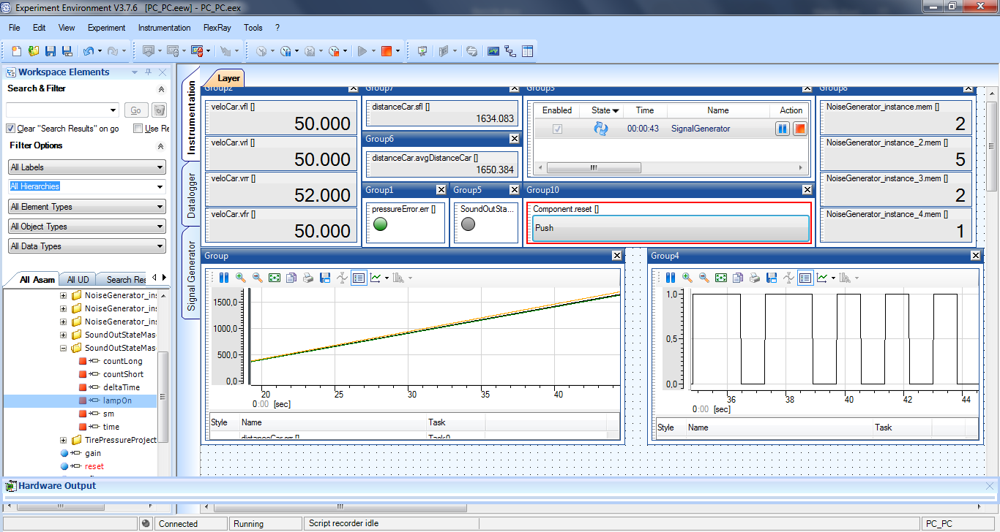 Experiment Environment V3.7.6 [PC_PC.eew] - PC_PC.eex
File Edit View Experiment Instrumentation FlexRay Tools ?
Workspace Elements
Search & Filter
Go
Clear "Search Results" on go Use Re
Filter Options
All Labels
All Hierarchies
All Element Types
All Object Types
All Data Types
All Asam All UD Search Res
NoiseGenerator_ins
NoiseGenerator_ins
NoiseGenerator_ins
SoundOutStateMas
SoundOutStateMas
countLong
countShort
deltaTime
lampOn
sm
time
TirePressureProject
gain
reset
Instrumentation
Datalogger
Signal Generator
Layer
Group2
veloCar.vfl []
50.000
veloCar.vrl []
50.000
veloCar.vrr []
52.000
veloCar.vfr []
50.000
Group7
distanceCar.sfl []
1634.083
Group6
distanceCar.avgDistanceCar []
1650.384
Group1
pressureError.err []
Group5
SoundOutSta...
Group3
Enabled State Time Name Action
00:00:43 SignalGenerator
Group10
Component.reset []
Push
Group8
NoiseGenerator_instance.mem []
2
NoiseGenerator_instance_2.mem []
5
NoiseGenerator_instance_3.mem []
2
NoiseGenerator_instance_4.mem []
1
Group
1500,0
1000,0
500,0
0,0
20 25 30 35 40
0:00 [sec]
Style Name Task
distanceCar.err [] Task0
Group4
1,0
0,5
0,0
36 38 40 42 44
0:00 [sec]
Style Name Task
Hardware Output
Connected Running Script recorder idle PC_PC